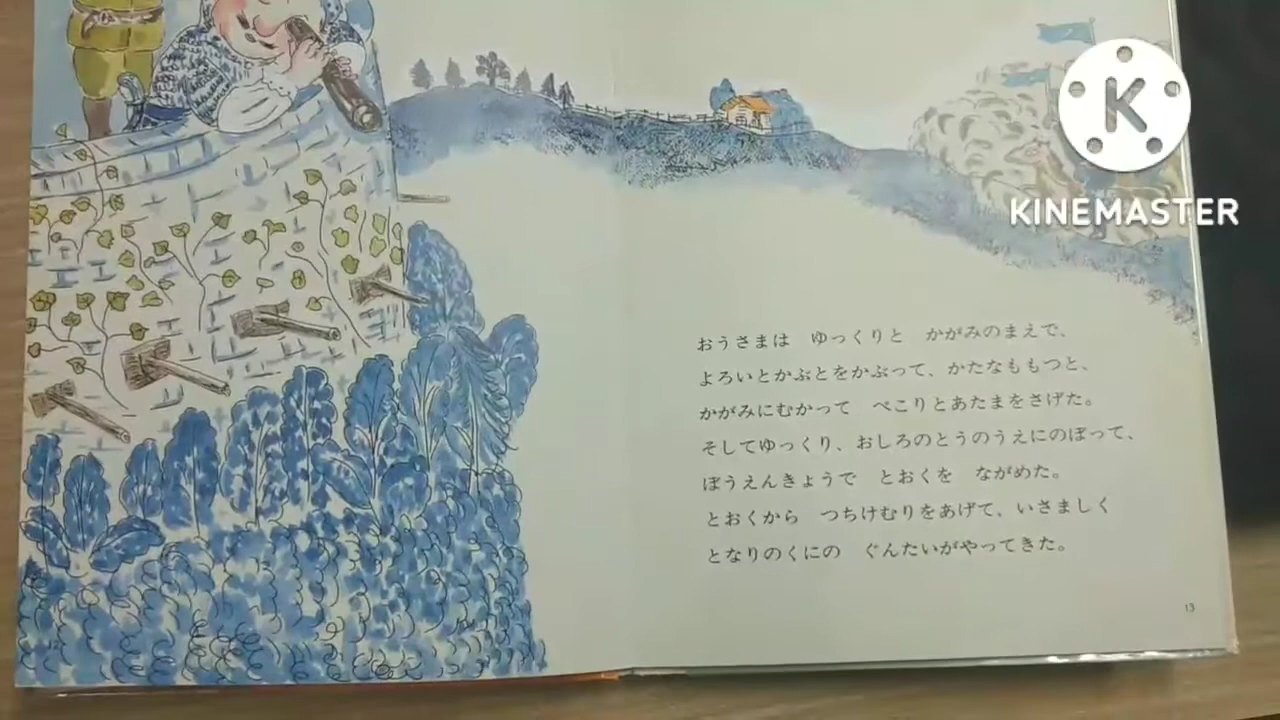 K
KINEMASTER
おうさまは　ゆっくりと　かがみのまえで、
よろいとかぶとをかぶって、かたなももつと、
かがみにむかって　ぺこりとあたまをさげた。
そしてゆっくり、おしろのとうのうえにのぼって、
ぼうえんきょうで　とおくを　ながめた。
とおくから　つちけむりをあげて、いさましく
となりのくにの　ぐんたいがやってきた。
13